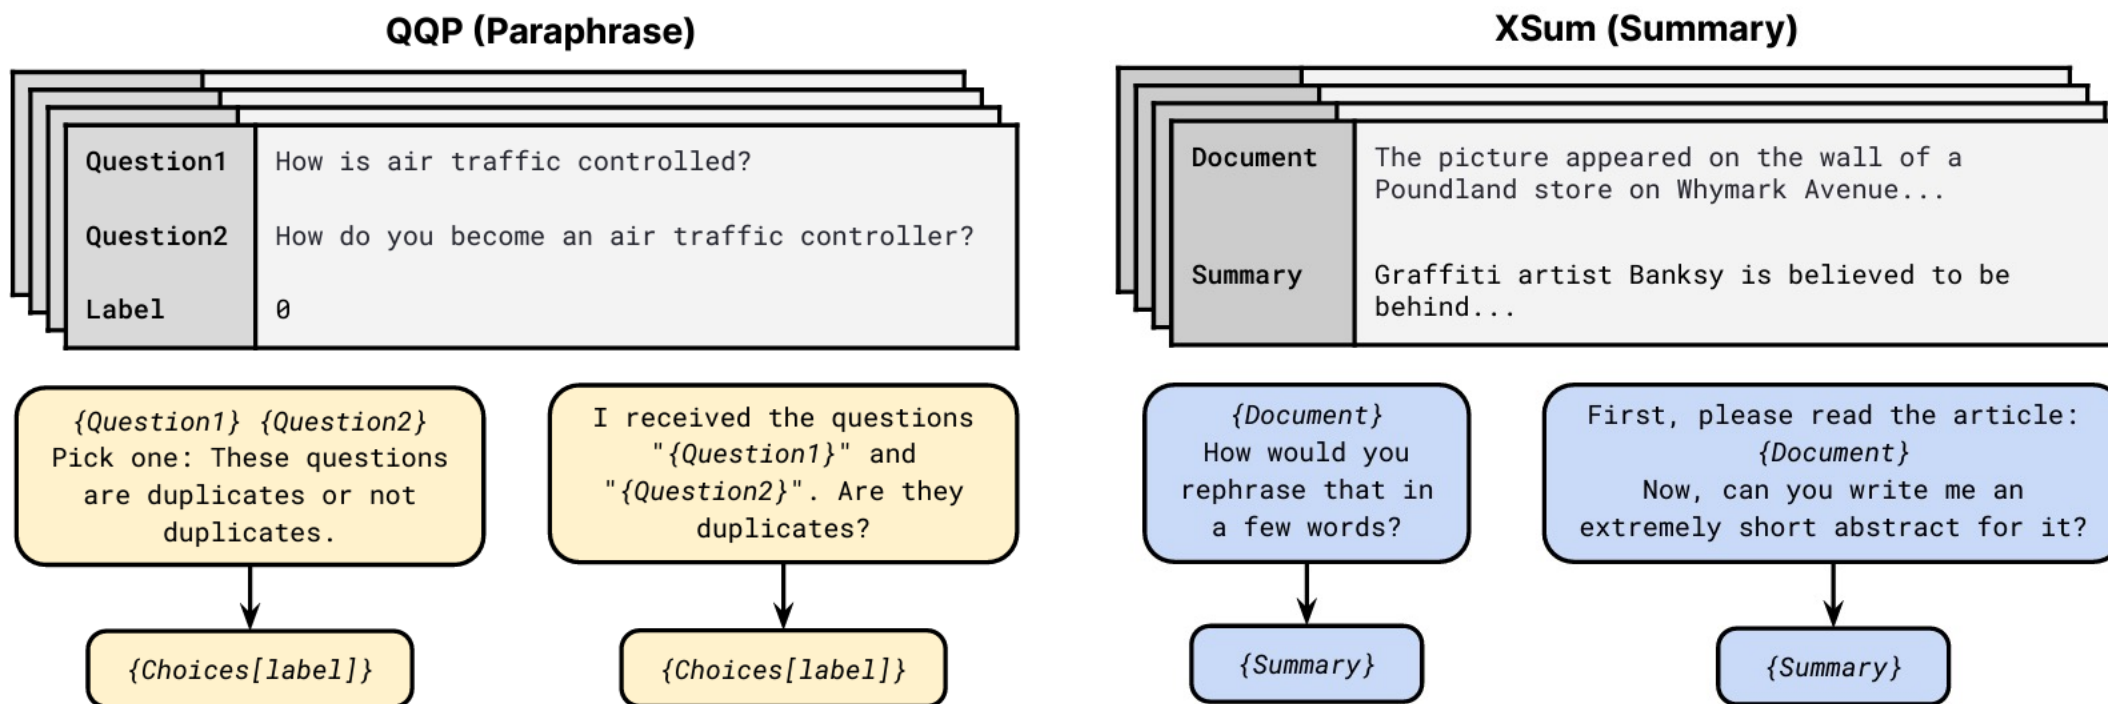 QQP (Paraphrase)
Question1 How is air traffic controlled?
Question2 How do you become an air traffic controller?
Label 0
{Question1} {Question2}
Pick one: These questions
are duplicates or not
duplicates.
{Choices[label]}
I received the questions
"{Question1}" and
"{Question2}". Are they
duplicates?
{Choices[label]}
XSum (Summary)
Document The picture appeared on the wall of a
Poundland store on Whymark Avenue...
Summary Graffiti artist Banksy is believed to be
behind...
{Document}
How would you
rephrase that in
a few words?
{Summary}
First, please read the article:
{Document}
Now, can you write me an
extremely short abstract for it?
{Summary}